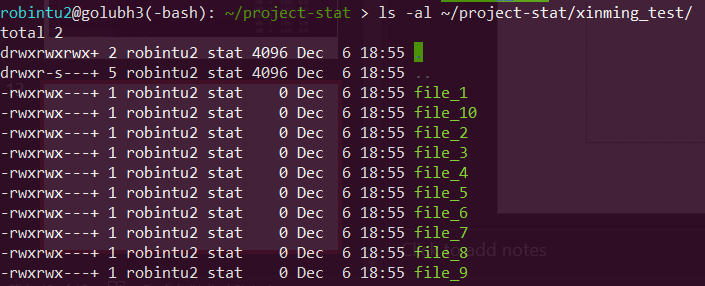 robintu2@golubh3(-bash): ~/project-stat > ls -al ~/project-stat/xinming_test/
total 2
drwxrwxrwx+ 2 robintu2 stat 4096 Dec  6 18:55 .
drwxr-s---+ 5 robintu2 stat 4096 Dec  6 18:55 ..
-rwxrwx---+ 1 robintu2 stat    0 Dec  6 18:55 file_1
-rwxrwx---+ 1 robintu2 stat    0 Dec  6 18:55 file_10
-rwxrwx---+ 1 robintu2 stat    0 Dec  6 18:55 file_2
-rwxrwx---+ 1 robintu2 stat    0 Dec  6 18:55 file_3
-rwxrwx---+ 1 robintu2 stat    0 Dec  6 18:55 file_4
-rwxrwx---+ 1 robintu2 stat    0 Dec  6 18:55 file_5
-rwxrwx---+ 1 robintu2 stat    0 Dec  6 18:55 file_6
-rwxrwx---+ 1 robintu2 stat    0 Dec  6 18:55 file_7
-rwxrwx---+ 1 robintu2 stat    0 Dec  6 18:55 file_8
-rwxrwx---+ 1 robintu2 stat    0 Dec  6 18:55 file_9
Click to add notes